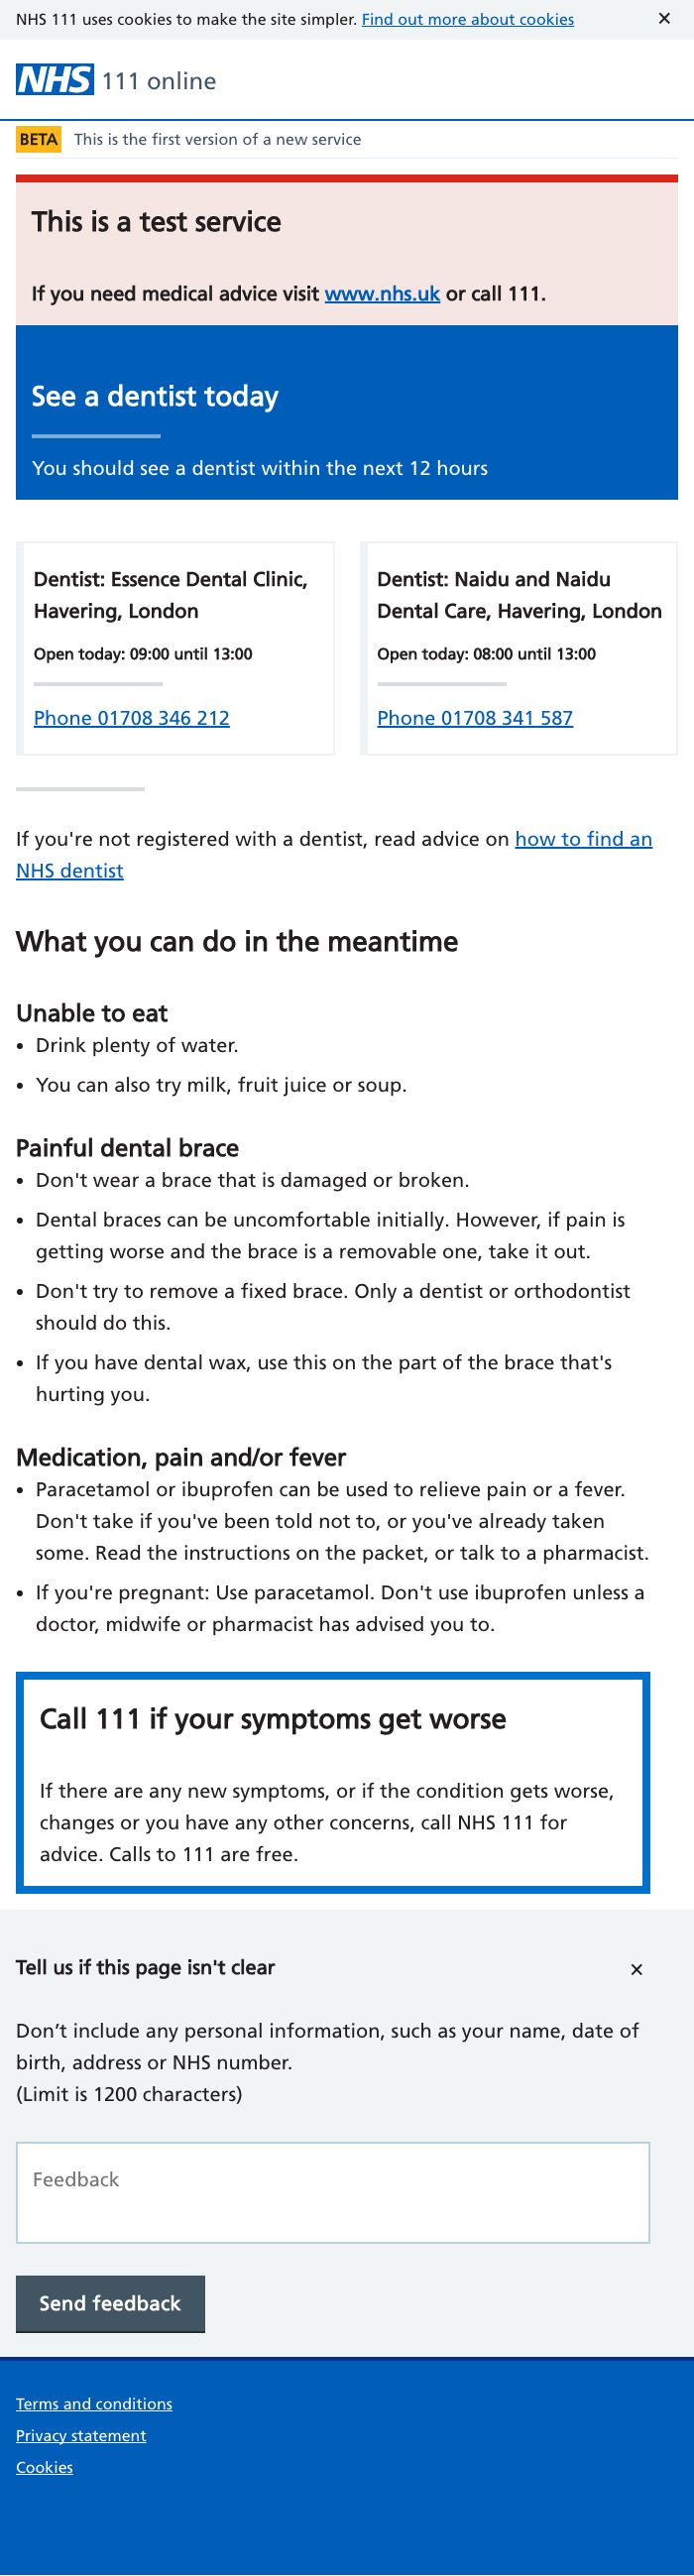 NHS 111 uses cookies to make the site simpler. Find out more about cookies ×
NHS 111 online
BETA This is the first version of a new service
This is a test service
If you need medical advice visit www.nhs.uk or call 111.
See a dentist today
You should see a dentist within the next 12 hours
Dentist: Essence Dental Clinic,
Havering, London
Open today: 09:00 until 13:00
Phone 01708 346 212
Dentist: Naidu and Naidu
Dental Care, Havering, London
Open today: 08:00 until 13:00
Phone 01708 341 587
If you're not registered with a dentist, read advice on how to find an
NHS dentist
What you can do in the meantime
Unable to eat
• Drink plenty of water.
• You can also try milk, fruit juice or soup.
Painful dental brace
• Don't wear a brace that is damaged or broken.
• Dental braces can be uncomfortable initially. However, if pain is
getting worse and the brace is a removable one, take it out.
• Don't try to remove a fixed brace. Only a dentist or orthodontist
should do this.
• If you have dental wax, use this on the part of the brace that's
hurting you.
Medication, pain and/or fever
• Paracetamol or ibuprofen can be used to relieve pain or a fever.
Don't take if you've been told not to, or you've already taken
some. Read the instructions on the packet, or talk to a pharmacist.
• If you're pregnant: Use paracetamol. Don't use ibuprofen unless a
doctor, midwife or pharmacist has advised you to.
Call 111 if your symptoms get worse
If there are any new symptoms, or if the condition gets worse,
changes or you have any other concerns, call NHS 111 for
advice. Calls to 111 are free.
Tell us if this page isn't clear ×
Don’t include any personal information, such as your name, date of
birth, address or NHS number.
(Limit is 1200 characters)
Feedback
Send feedback
Terms and conditions
Privacy statement
Cookies